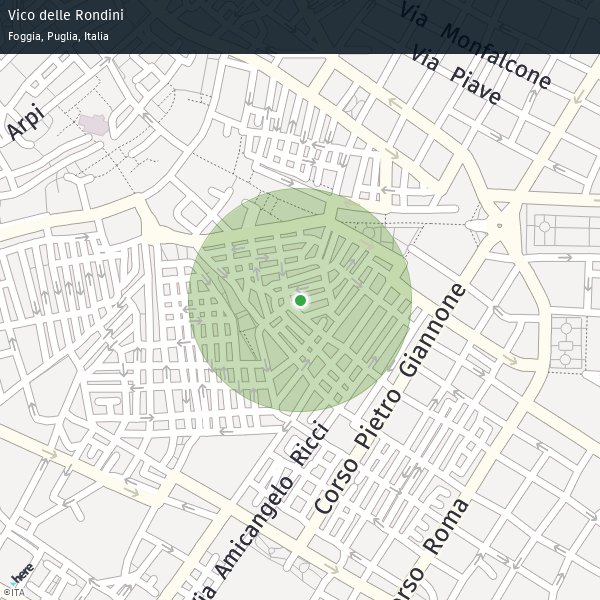 Vico delle Rondini
Foggia, Puglia, Italia
Via Monfalcone
Via Piave
Arpi
Corso Pietro Giannone
Via Amicangelo Ricci
Corso Roma
here
©ITA